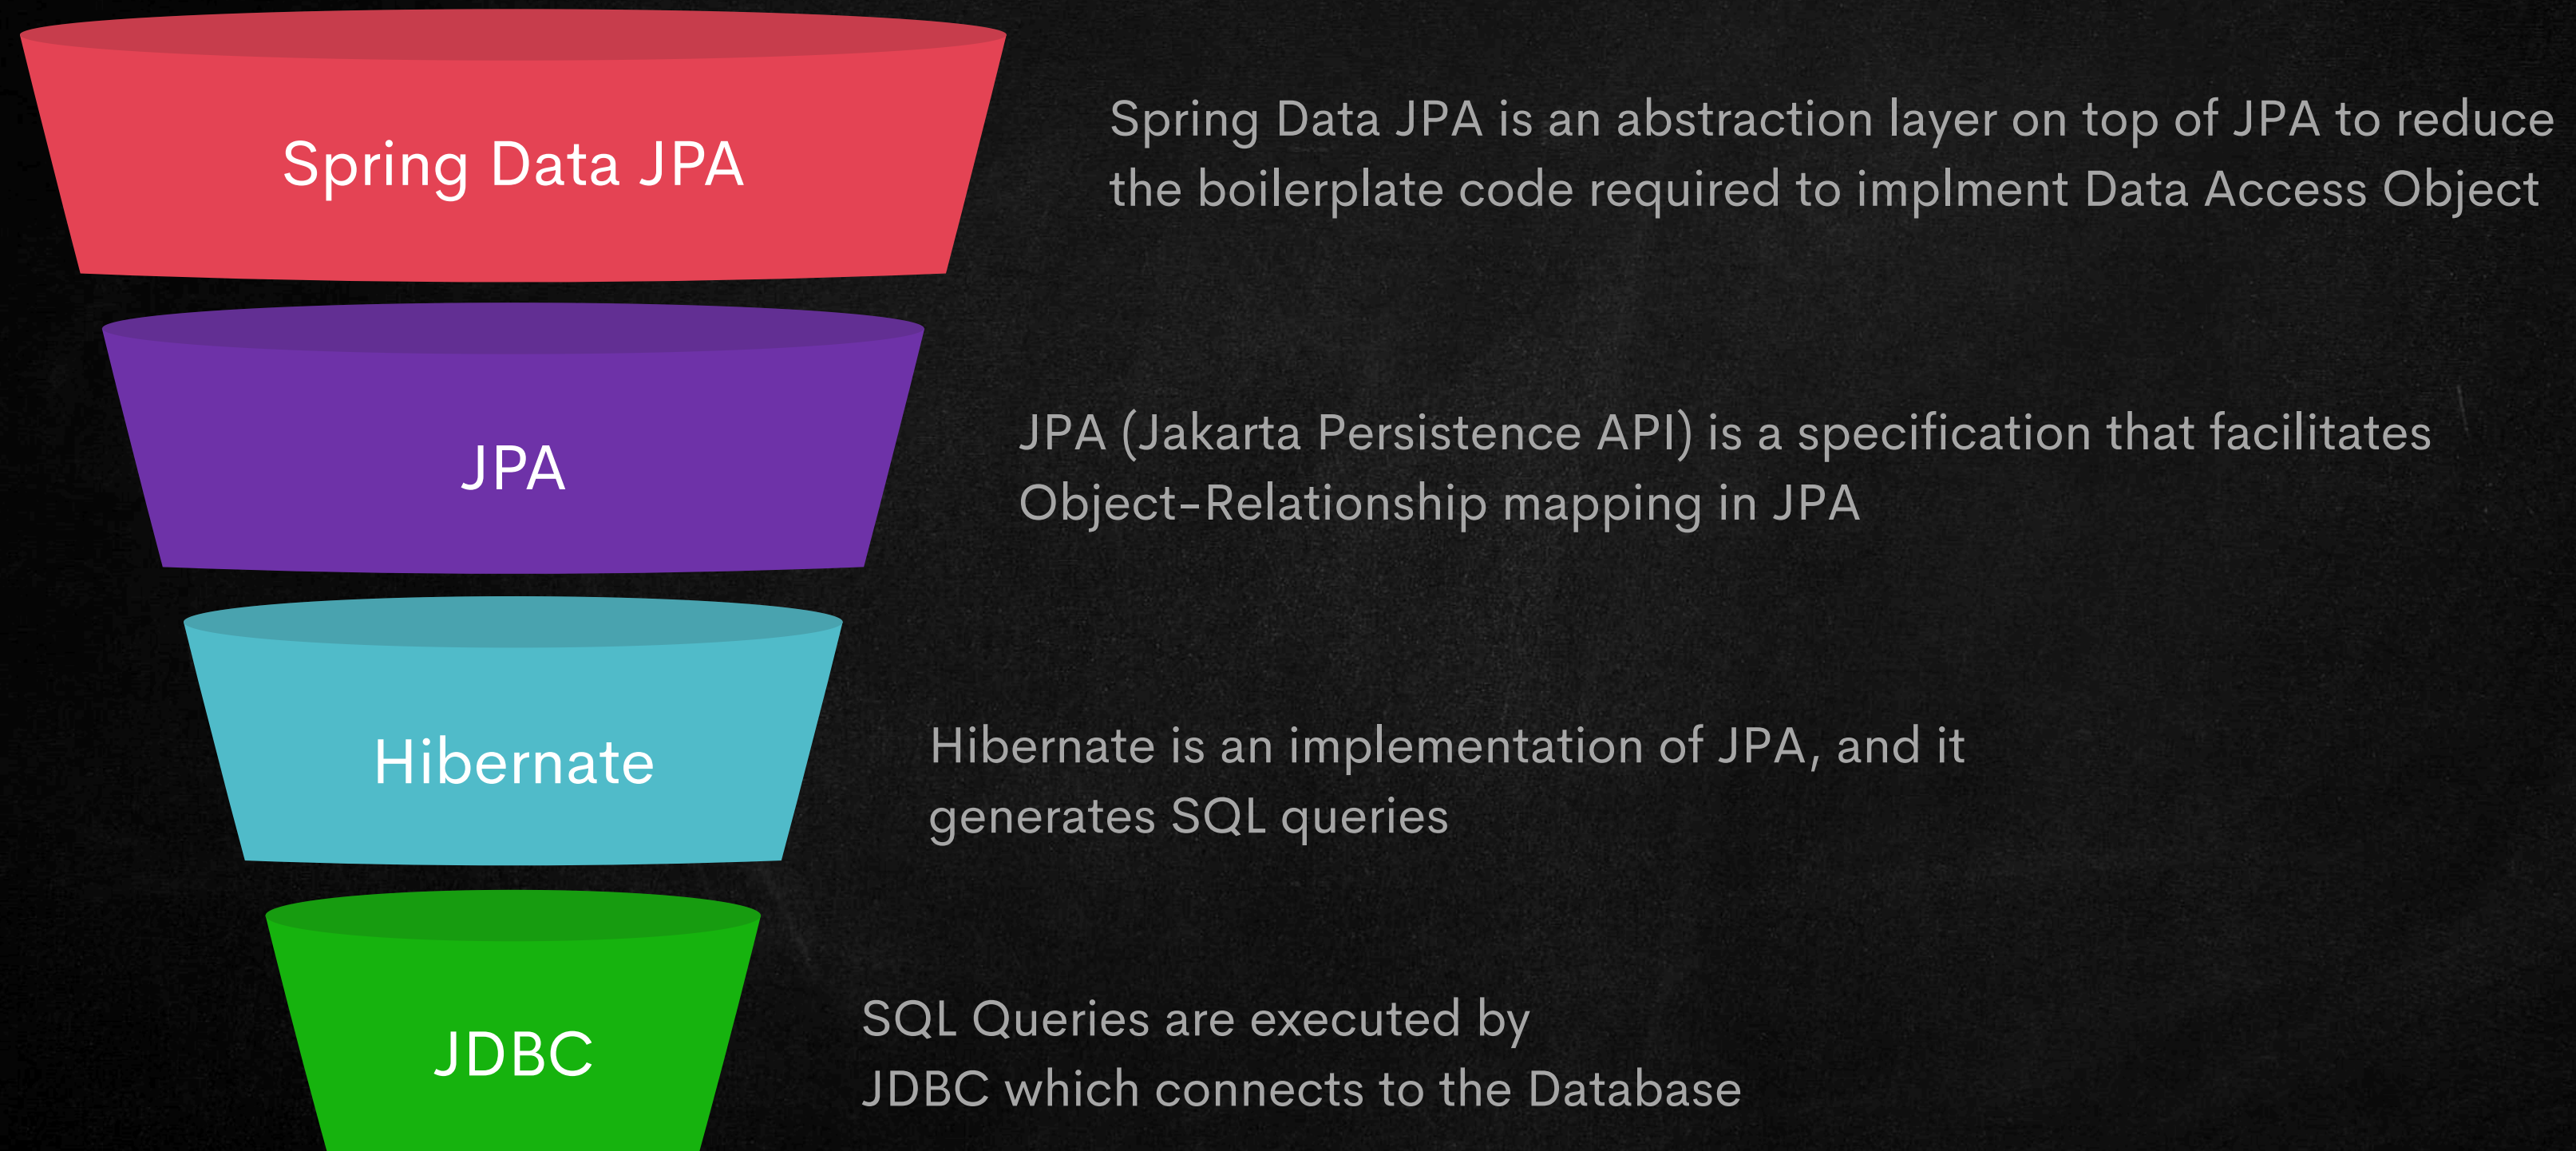 Spring Data JPA
Spring Data JPA is an abstraction layer on top of JPA to reduce
the boilerplate code required to implment Data Access Object
JPA
JPA (Jakarta Persistence API) is a specification that facilitates
Object-Relationship mapping in JPA
Hibernate
Hibernate is an implementation of JPA, and it
generates SQL queries
JDBC
SQL Queries are executed by
JDBC which connects to the Database